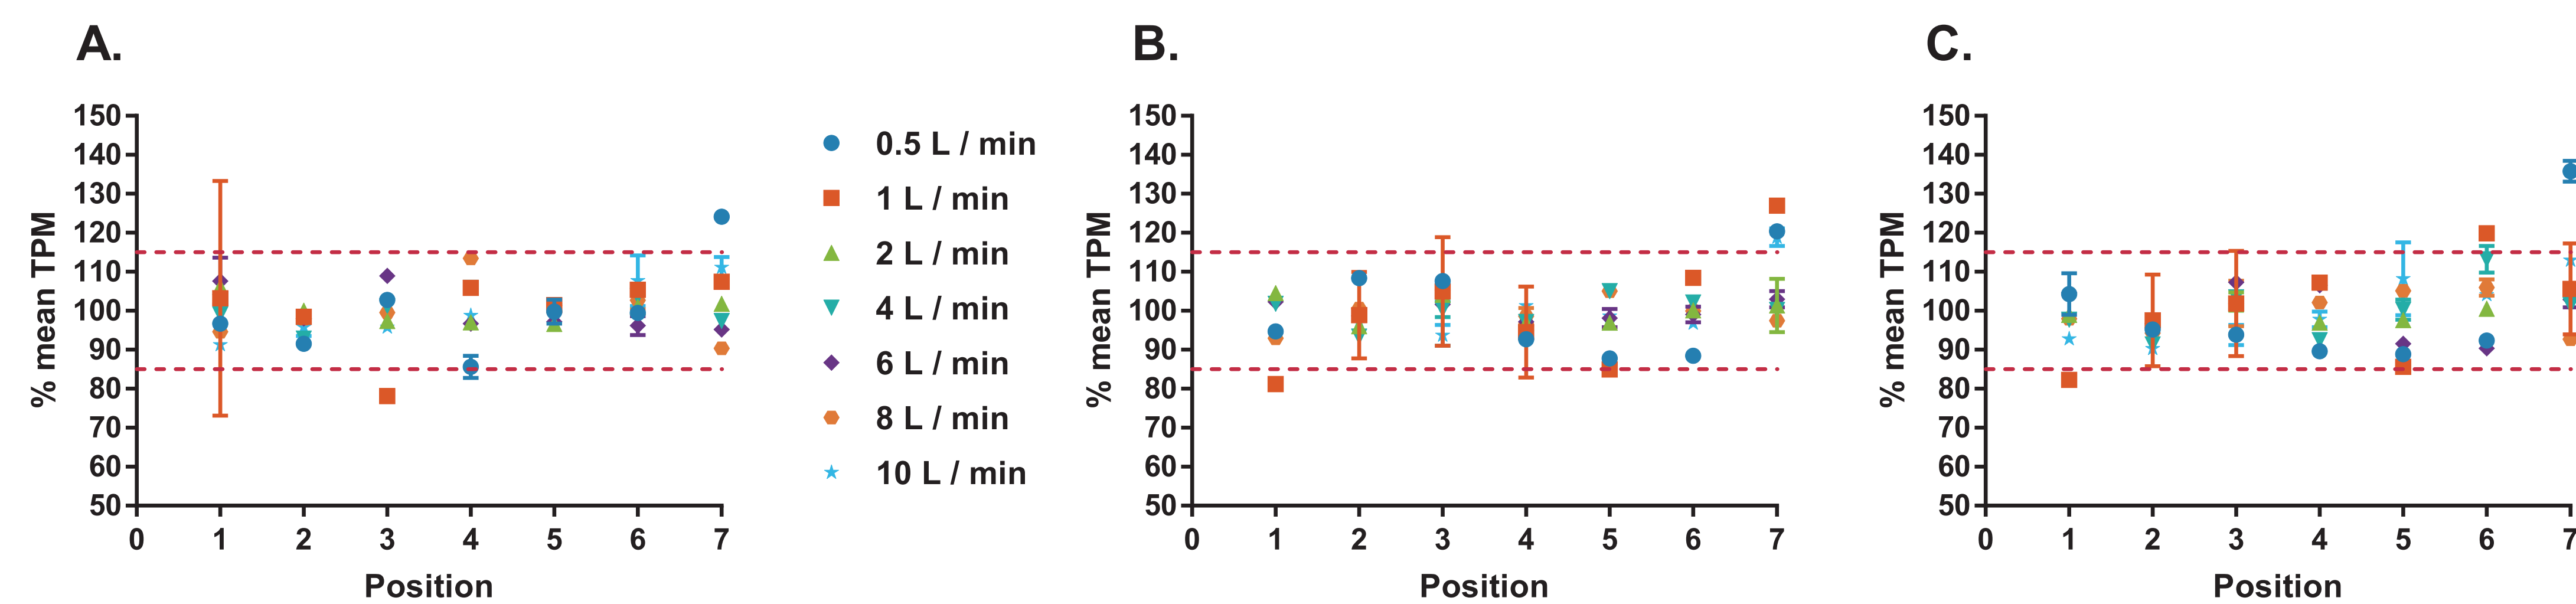 A.
% mean TPM
150
140
130
120
110
100
90
80
70
60
50
0 1 2 3 4 5 6 7
Position
0.5 L / min
1 L / min
2 L / min
4 L / min
6 L / min
8 L / min
10 L / min
B.
% mean TPM
150
140
130
120
110
100
90
80
70
60
50
0 1 2 3 4 5 6 7
Position
C.
% mean TPM
150
140
130
120
110
100
90
80
70
60
50
0 1 2 3 4 5 6 7
Position